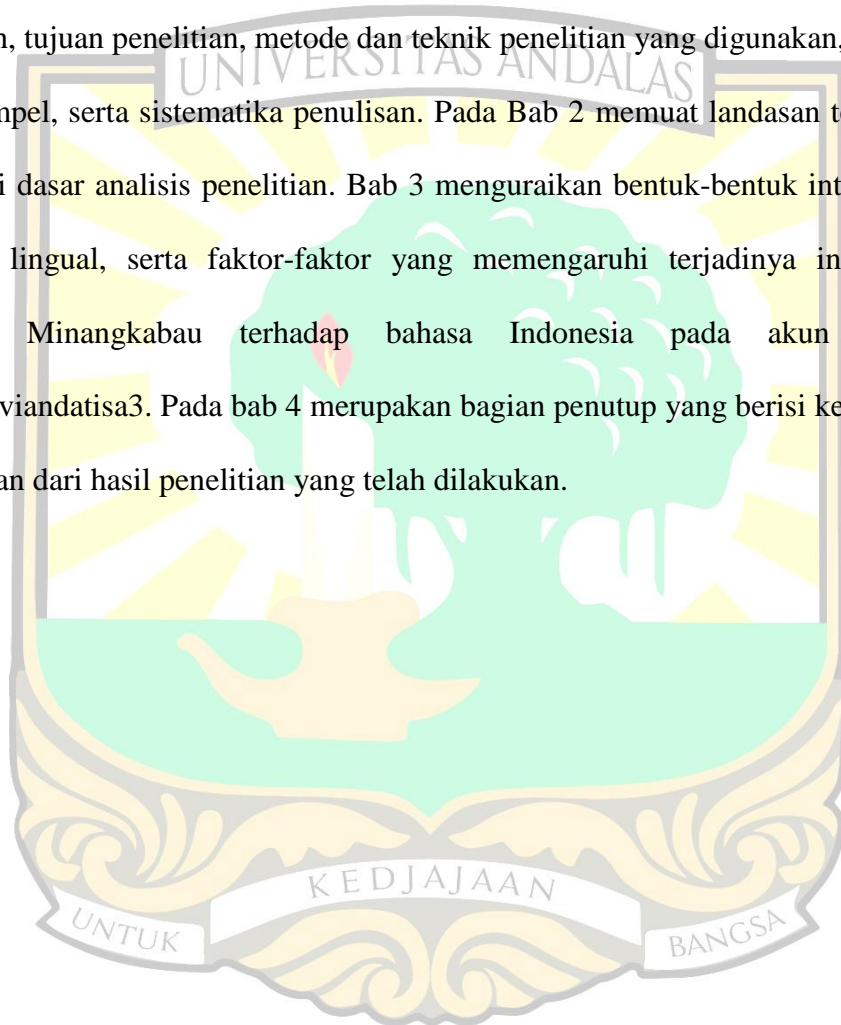 n, tujuan penelitian, metode dan teknik penelitian yang digunakan,
UNIVERSITAS ANDALAS
mpel, serta sistematika penulisan. Pada Bab 2 memuat landasan te
i dasar analisis penelitian. Bab 3 menguraikan bentuk-bentuk int
lingual, serta faktor-faktor yang memengaruhi terjadinya in
Minangkabau terhadap bahasa Indonesia pada akun
viandatisa3. Pada bab 4 merupakan bagian penutup yang berisi ke
an dari hasil penelitian yang telah dilakukan.
UNTUK KEDJAJAAN BANGSA